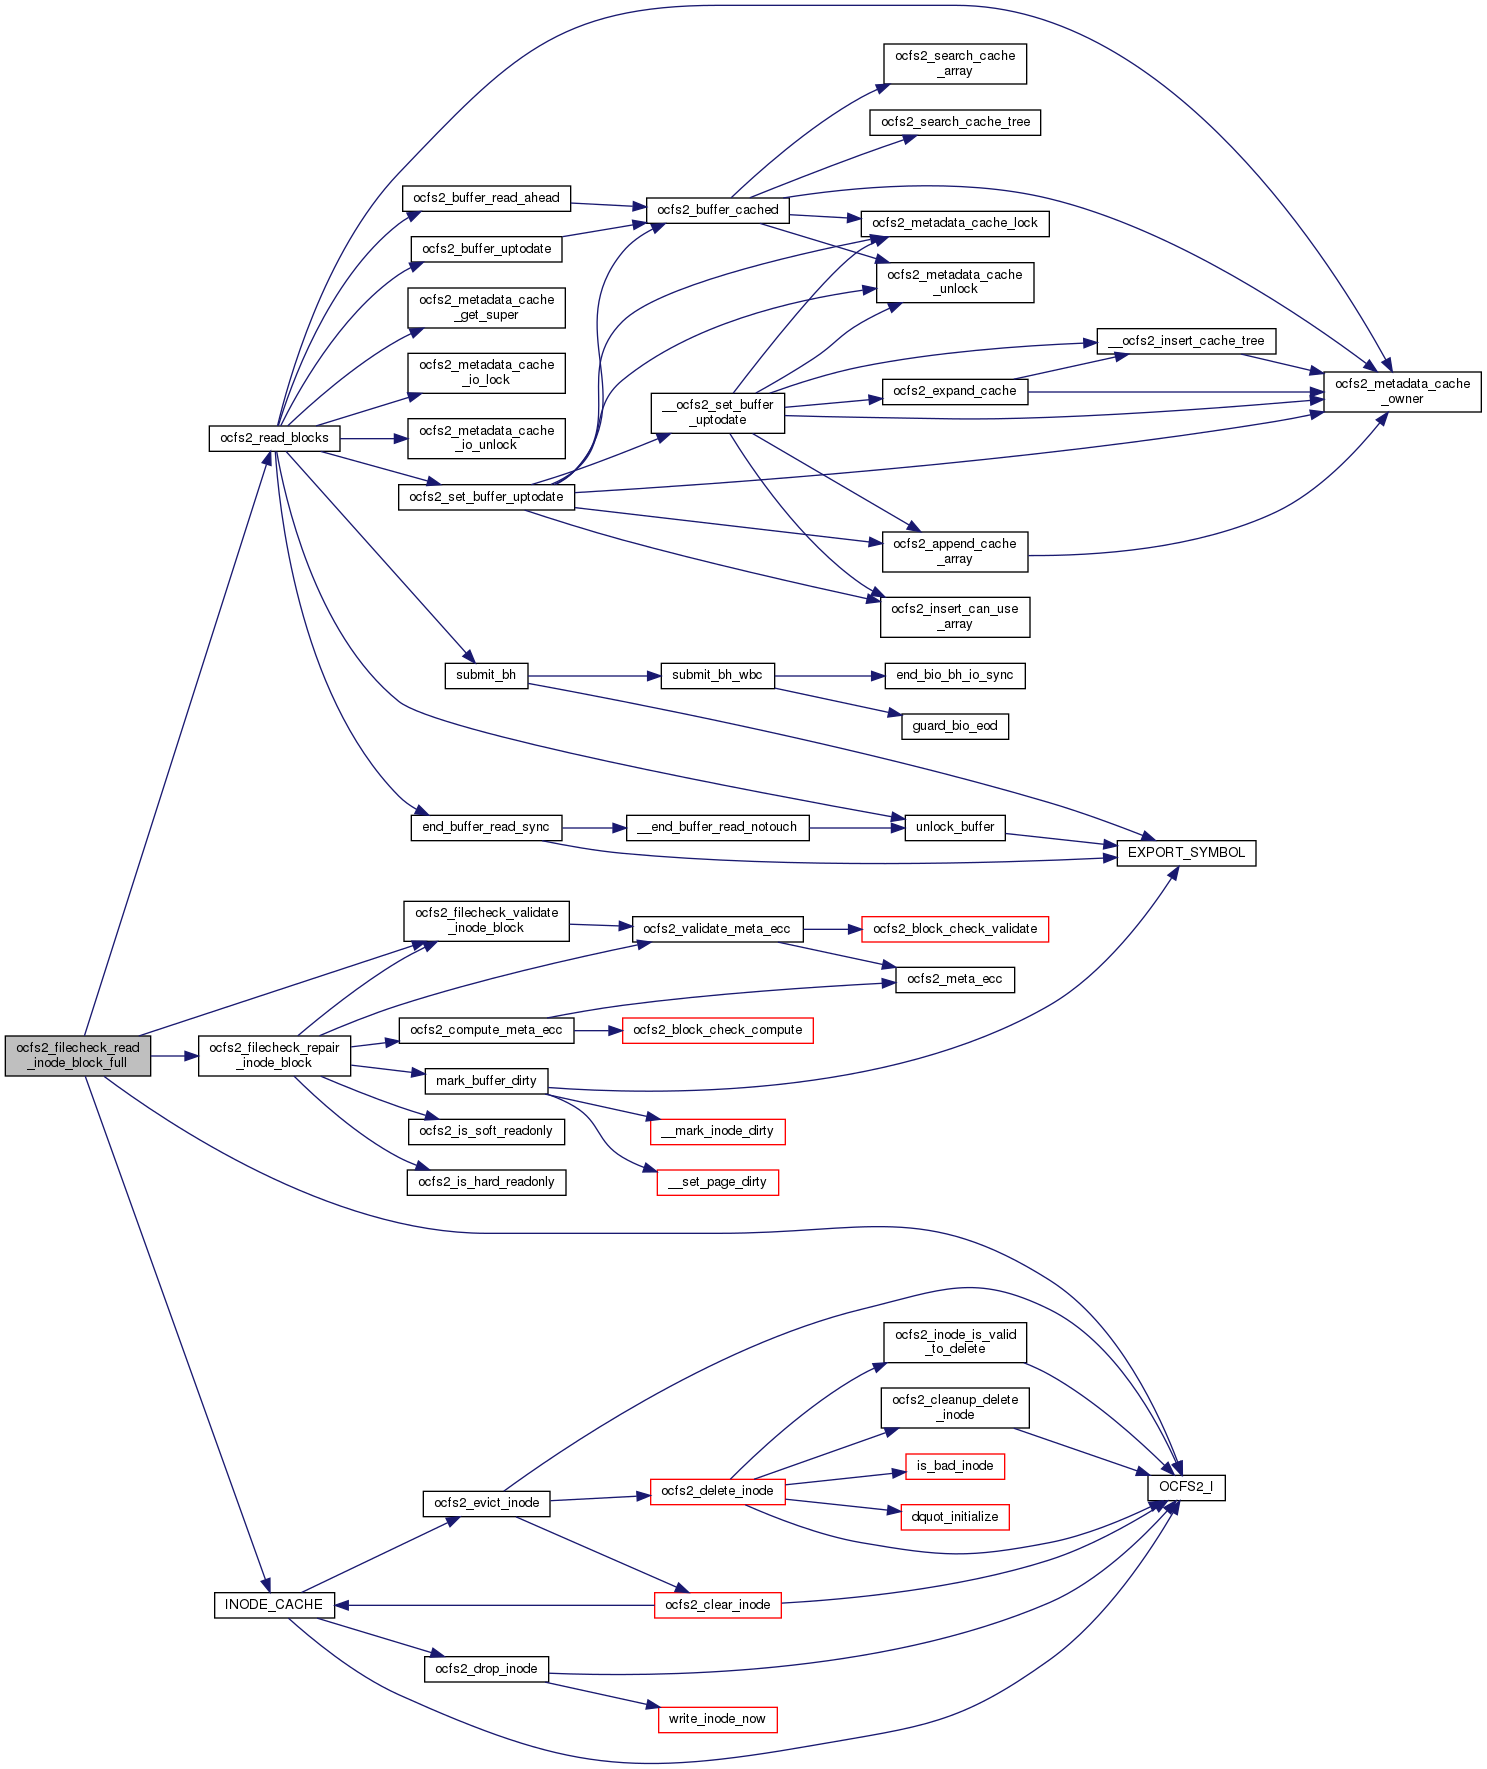 ocfs2_search_cache
_array
ocfs2_search_cache_tree
ocfs2_buffer_read_ahead
ocfs2_buffer_cached
ocfs2_metadata_cache_lock
ocfs2_buffer_uptodate
ocfs2_metadata_cache
_unlock
ocfs2_metadata_cache
_get_super
__ocfs2_insert_cache_tree
ocfs2_metadata_cache
_io_lock
ocfs2_expand_cache
ocfs2_metadata_cache
_owner
__ocfs2_set_buffer
_uptodate
ocfs2_read_blocks
ocfs2_metadata_cache
_io_unlock
ocfs2_set_buffer_uptodate
ocfs2_append_cache
_array
ocfs2_insert_can_use
_array
submit_bh
submit_bh_wbc
end_bio_bh_io_sync
guard_bio_eod
end_buffer_read_sync
__end_buffer_read_notouch
unlock_buffer
EXPORT_SYMBOL
ocfs2_filecheck_validate
_inode_block
ocfs2_validate_meta_ecc
ocfs2_block_check_validate
ocfs2_meta_ecc
ocfs2_filecheck_read
_inode_block_full
ocfs2_filecheck_repair
_inode_block
ocfs2_compute_meta_ecc
ocfs2_block_check_compute
mark_buffer_dirty
ocfs2_is_soft_readonly
__mark_inode_dirty
ocfs2_is_hard_readonly
__set_page_dirty
ocfs2_inode_is_valid
_to_delete
ocfs2_cleanup_delete
_inode
is_bad_inode
ocfs2_evict_inode
ocfs2_delete_inode
OCFS2_I
dquot_initialize
INODE_CACHE
ocfs2_clear_inode
ocfs2_drop_inode
write_inode_now